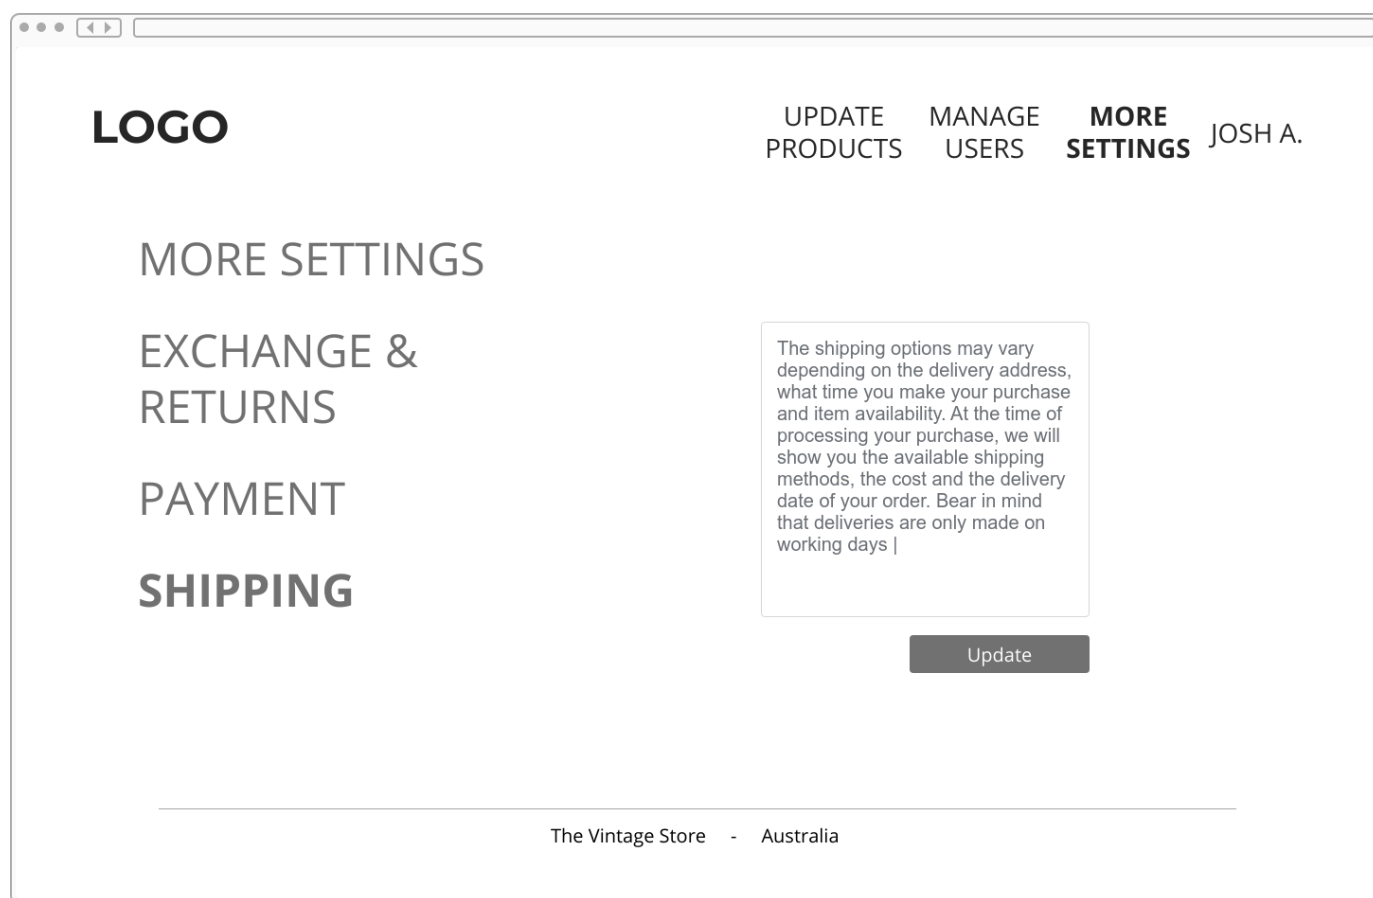 LOGO
UPDATE
PRODUCTS
MANAGE
USERS
MORE
SETTINGS
JOSH A.
MORE SETTINGS
EXCHANGE &
RETURNS
PAYMENT
SHIPPING
The shipping options may vary
depending on the delivery address,
what time you make your purchase
and item availability. At the time of
processing your purchase, we will
show you the available shipping
methods, the cost and the delivery
date of your order. Bear in mind
that deliveries are only made on
working days |
Update
The Vintage Store - Australia